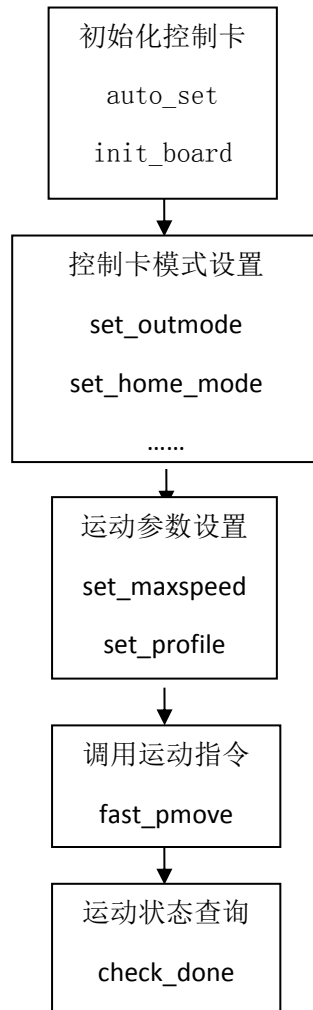 初始化控制卡
auto_set
init_board
控制卡模式设置
set_outmode
set_home_mode
……
运动参数设置
set_maxspeed
set_profile
调用运动指令
fast_pmove
运动状态查询
check_done